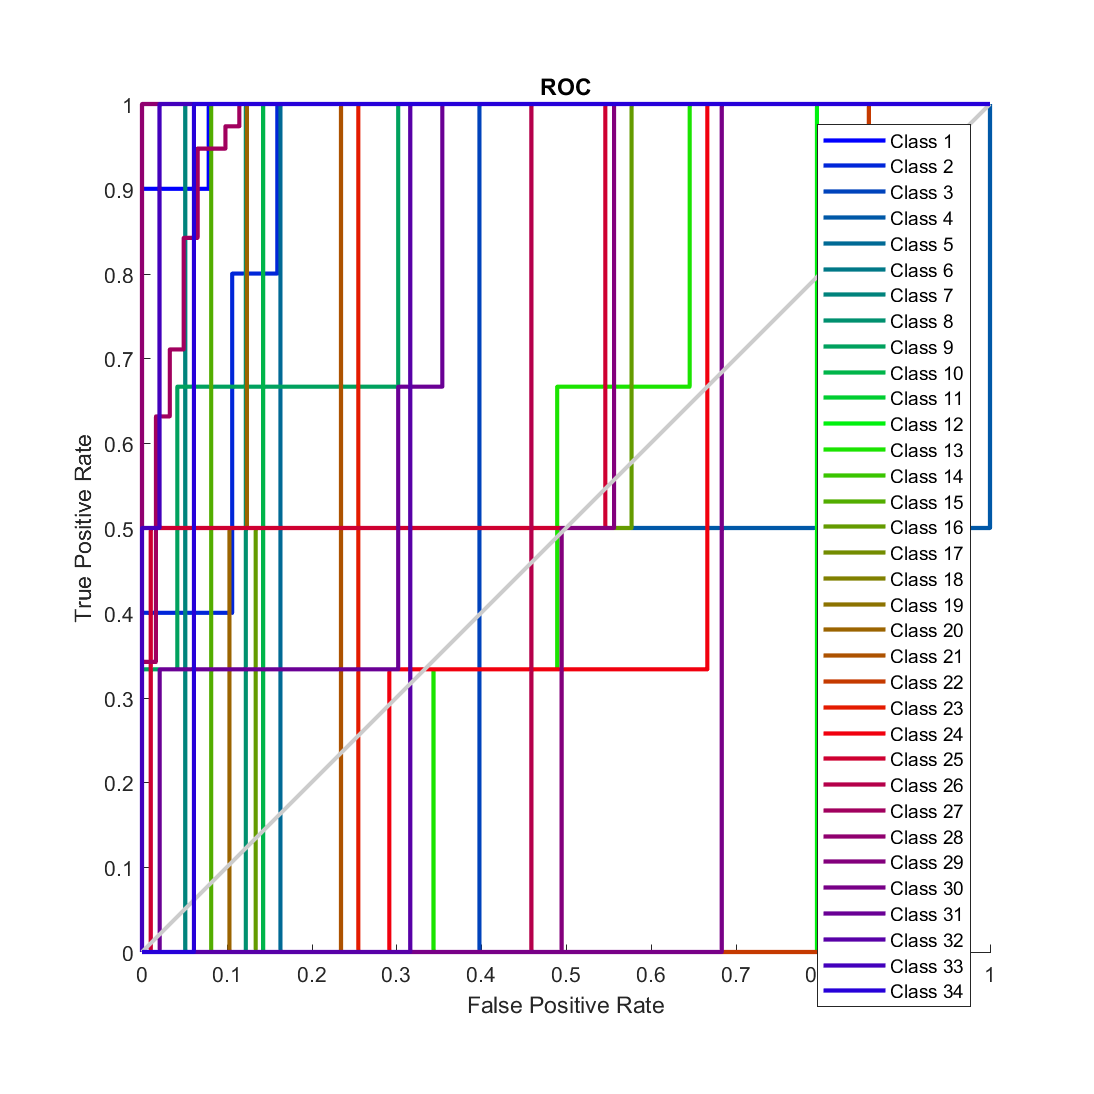 ROC
1
0.9
0.8
0.7
0.6
0.5
0.4
0.3
0.2
0.1
0
True Positive Rate
0 0.1 0.2 0.3 0.4 0.5 0.6 0.7 1
False Positive Rate
Class 1
Class 2
Class 3
Class 4
Class 5
Class 6
Class 7
Class 8
Class 9
Class 10
Class 11
Class 12
Class 13
Class 14
Class 15
Class 16
Class 17
Class 18
Class 19
Class 20
Class 21
Class 22
Class 23
Class 24
Class 25
Class 26
Class 27
Class 28
Class 29
Class 30
Class 31
Class 32
Class 33
Class 34